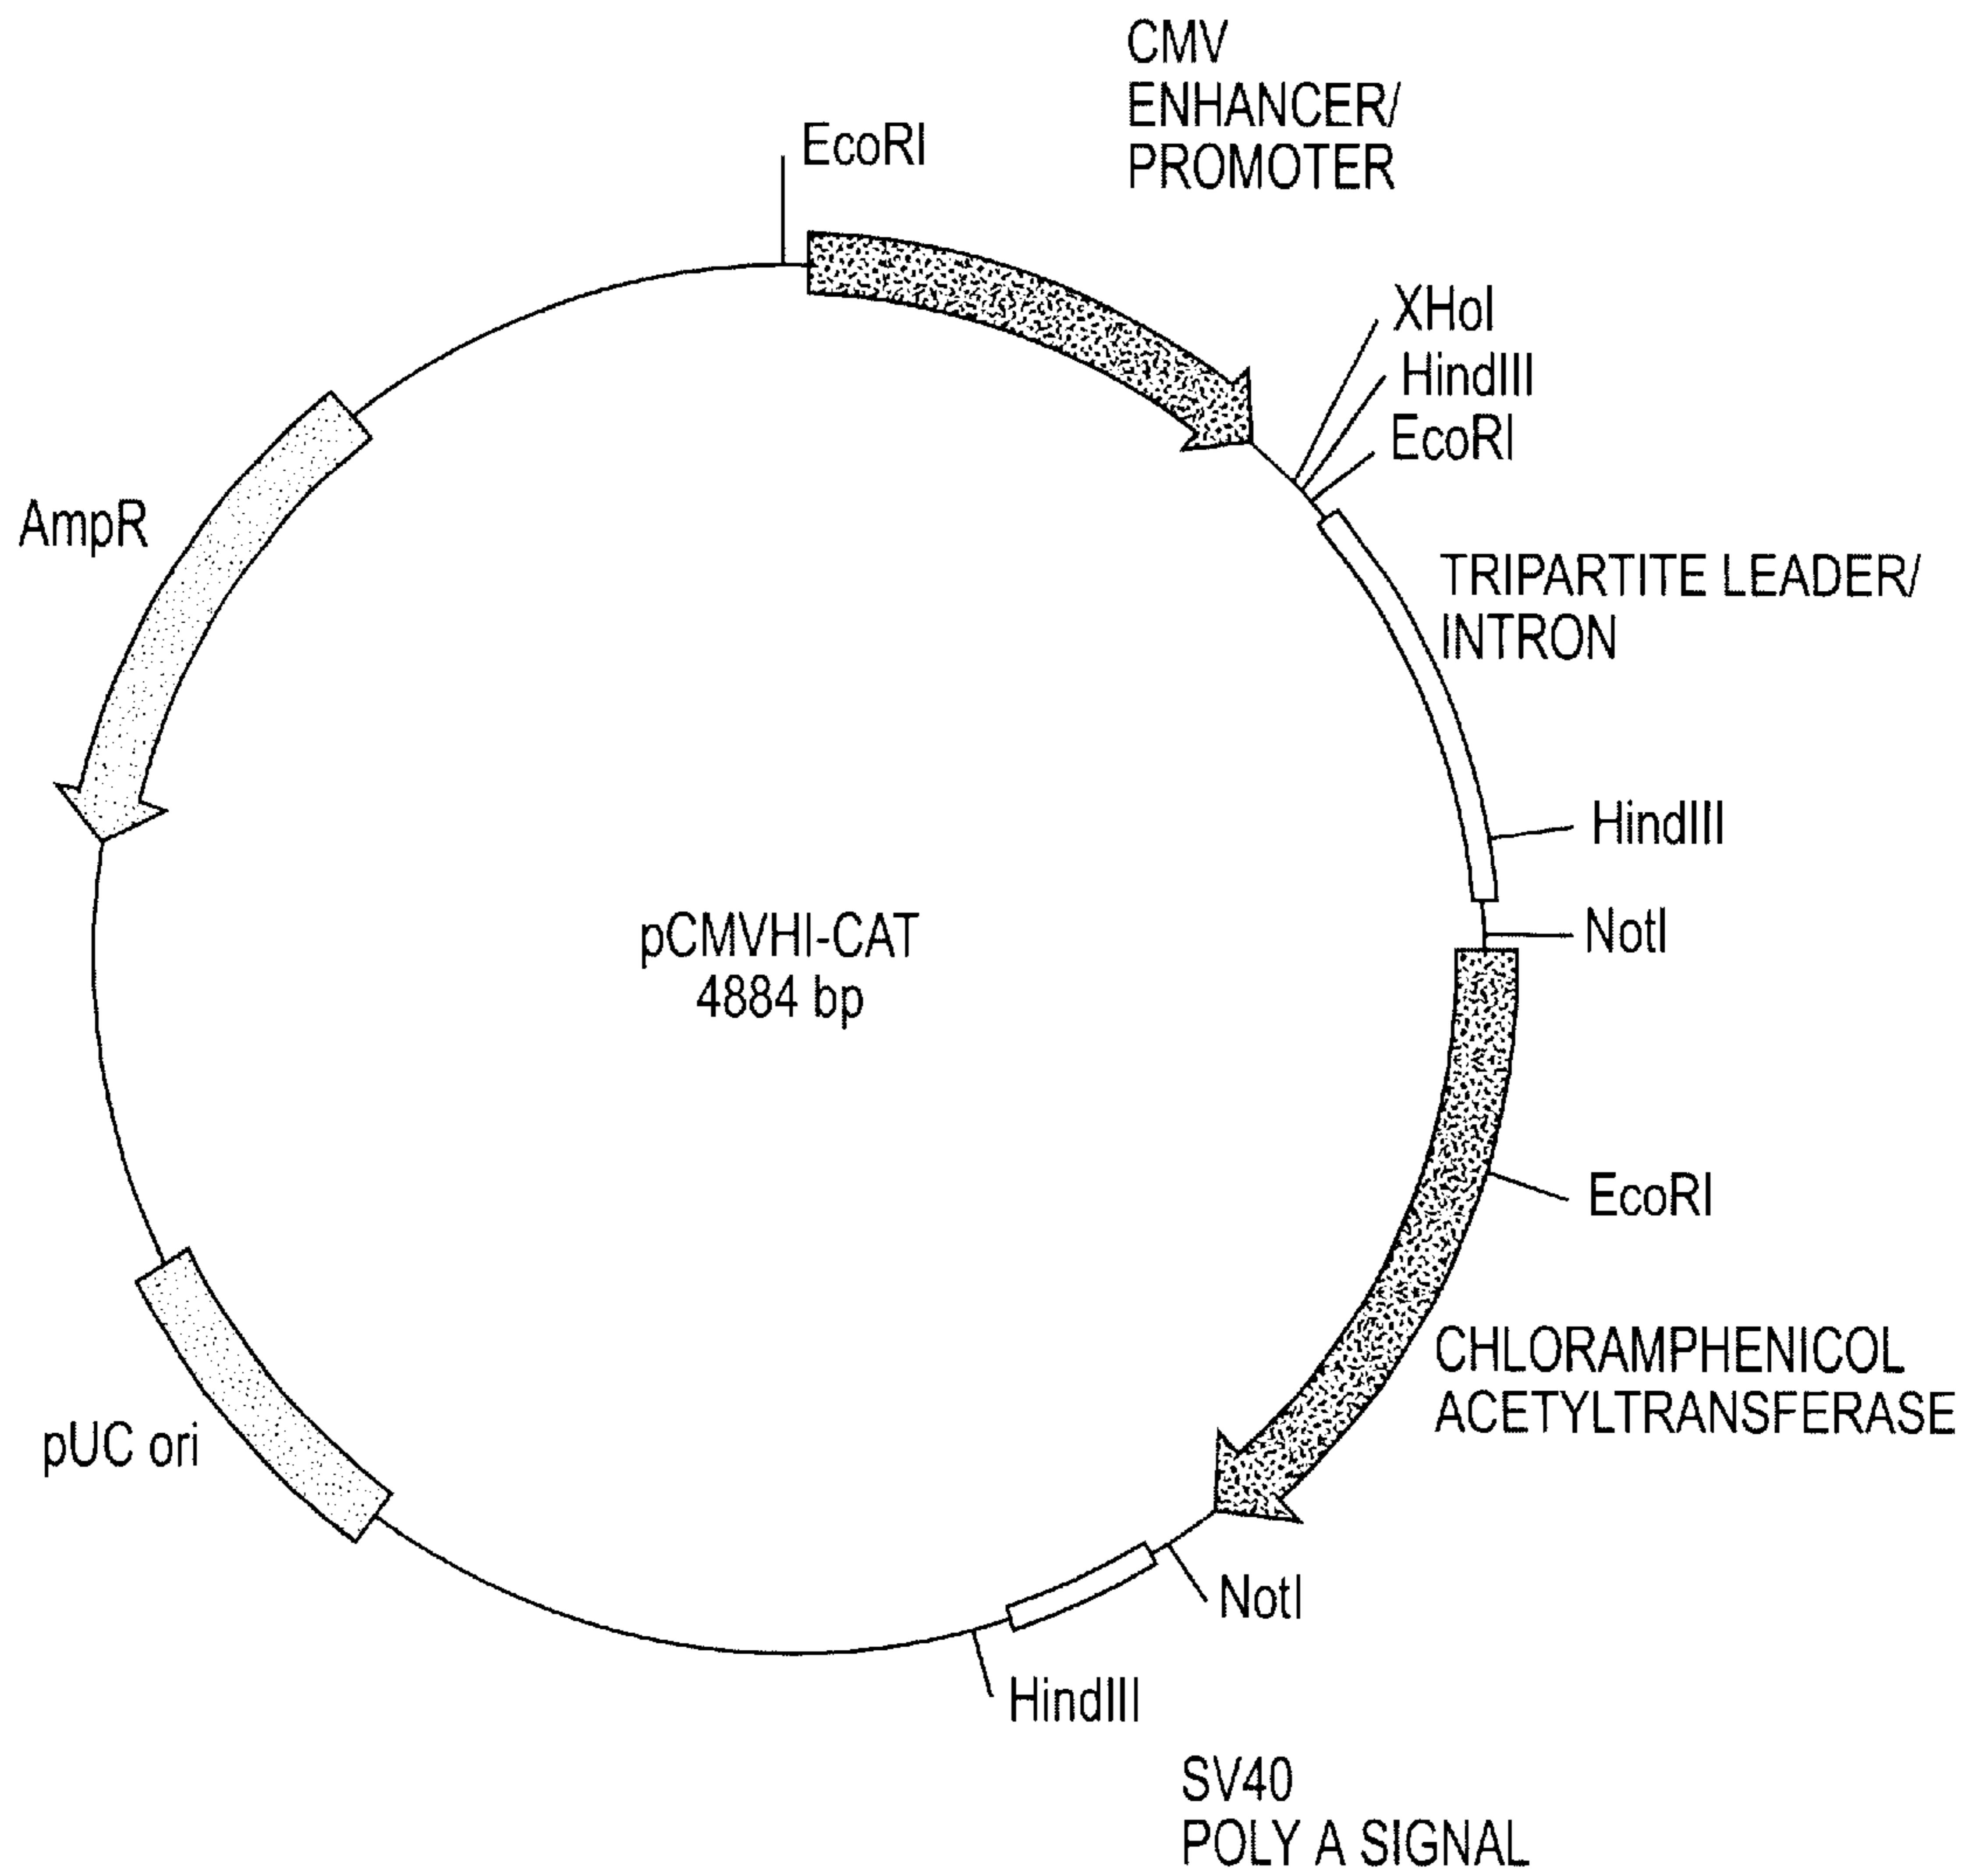 CMV
ENHANCER/
PROMOTER
EcoRI
XHoI
HindIII
EcoRI
AmpR
TRIPARTITE LEADER/
INTRON
HindIII
NotI
pCMVHI-CAT
4884 bp
EcoRI
CHLORAMPHENICOL
ACETYLTRANSFERASE
pUC ori
NotI
HindIII
SV40
POLY A SIGNAL